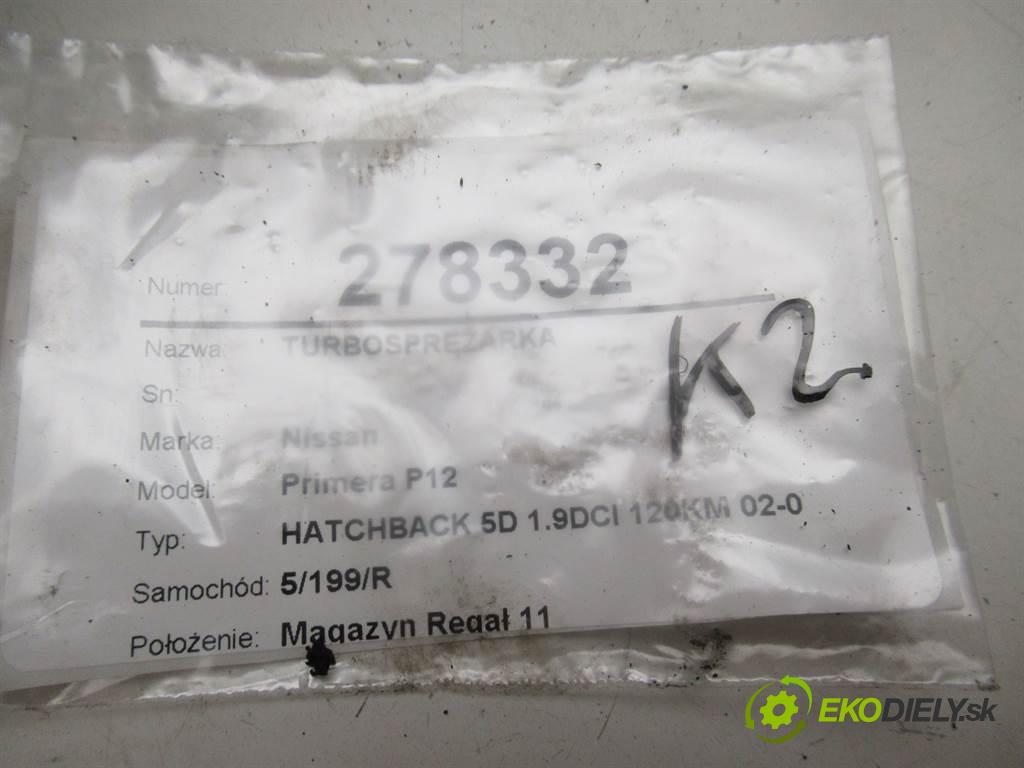 Numer: 278332
Nazwa: TURBOSPREŻARKA
Sn:
Marka: Nissan
Model: Primera P12
Typ: HATCHBACK 5D 1.9DCI 120KM 02-0
Samochód: 5/199/R
Położenie: Magazyn Regał 11
K2
EKODIELY.sk